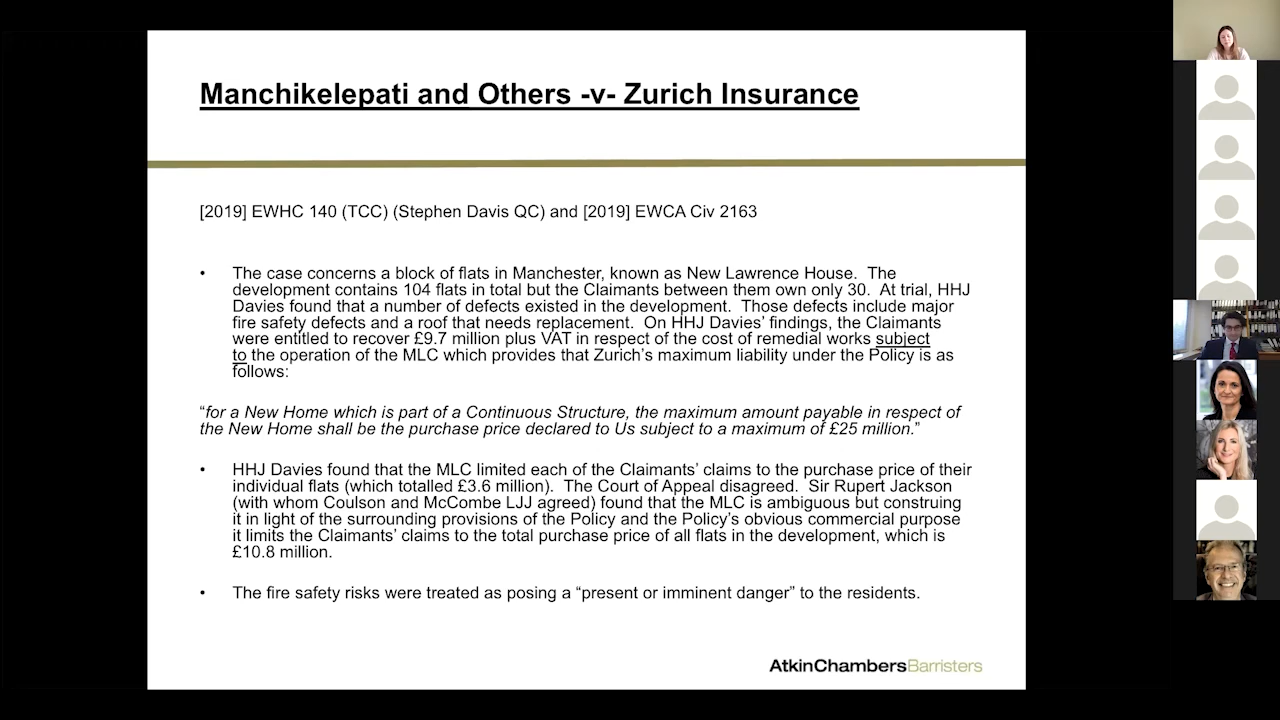 Manchikelepati and Others -v- Zurich Insurance
[2019] EWHC 140 (TCC) (Stephen Davis QC) and [2019] EWCA Civ 2163
• The case concerns a block of flats in Manchester, known as New Lawrence House. The
development contains 104 flats in total but the Claimants between them own only 30. At trial, HHJ
Davies found that a number of defects existed in the development. Those defects include major
fire safety defects and a roof that needs replacement. On HHJ Davies' findings, the Claimants
were entitled to recover £9.7 million plus VAT in respect of the cost of remedial works subject
to the operation of the MLC which provides that Zurich's maximum liability under the Policy is as
follows:
"for a New Home which is part of a Continuous Structure, the maximum amount payable in respect of
the New Home shall be the purchase price declared to Us subject to a maximum of £25 million."
• HHJ Davies found that the MLC limited each of the Claimants' claims to the purchase price of their
individual flats (which totalled £3.6 million). The Court of Appeal disagreed. Sir Rupert Jackson
(with whom Coulson and McCombe LJJ agreed) found that the MLC is ambiguous but construing
it in light of the surrounding provisions of the Policy and the Policy's obvious commercial purpose
it limits the Claimants' claims to the total purchase price of all flats in the development, which is
£10.8 million.
• The fire safety risks were treated as posing a "present or imminent danger" to the residents.
AtkinChambersBarristers